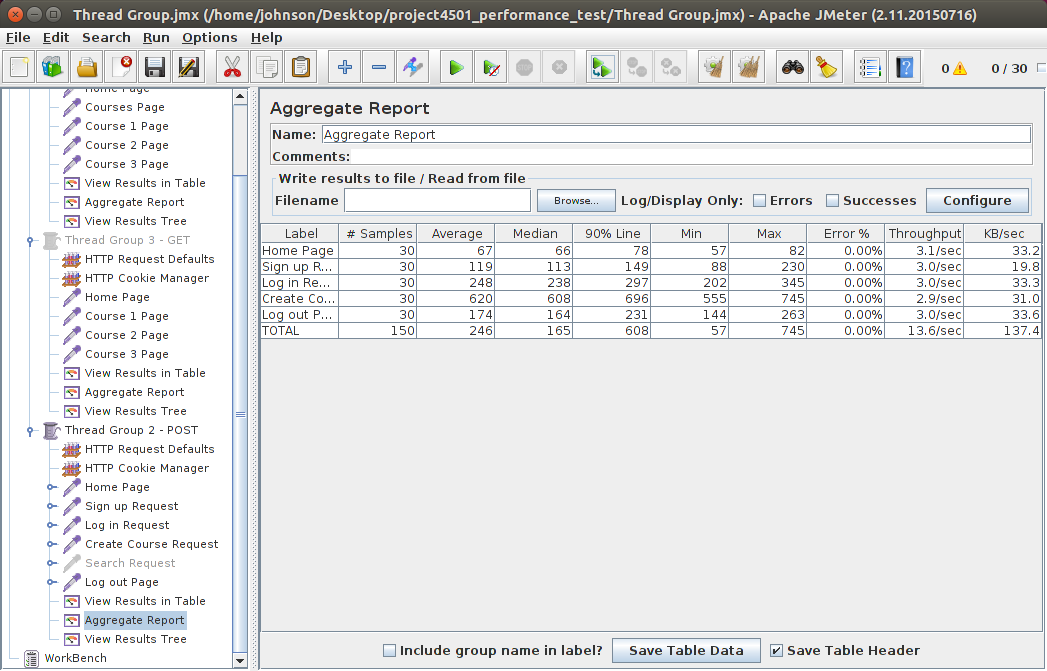 Thread Group.jmx (/home/johnson/Desktop/project4501_performance_test/Thread Group.jmx) - Apache JMeter (2.11.20150716)
File Edit Search Run Options Help
0 0 / 30
Home Page
Courses Page
Course 1 Page
Course 2 Page
Course 3 Page
View Results in Table
Aggregate Report
View Results Tree
Thread Group 3 - GET
HTTP Request Defaults
HTTP Cookie Manager
Home Page
Course 1 Page
Course 2 Page
Course 3 Page
View Results in Table
Aggregate Report
View Results Tree
Thread Group 2 - POST
HTTP Request Defaults
HTTP Cookie Manager
Home Page
Sign up Request
Log in Request
Create Course Request
Search Request
Log out Page
View Results in Table
Aggregate Report
View Results Tree
WorkBench
Aggregate Report
Name: Aggregate Report
Comments:
Write results to file / Read from file
Filename Browse... Log/Display Only: Errors Successes Configure
Label # Samples Average Median 90% Line Min Max Error % Throughput KB/sec
Home Page 30 67 66 78 57 82 0.00% 3.1/sec 33.2
Sign up R... 30 119 113 149 88 230 0.00% 3.0/sec 19.8
Log in Re... 30 248 238 297 202 345 0.00% 3.0/sec 33.3
Create Co... 30 620 608 696 555 745 0.00% 2.9/sec 31.0
Log out P... 30 174 164 231 144 263 0.00% 3.0/sec 33.6
TOTAL 150 246 165 608 57 745 0.00% 13.6/sec 137.4
Include group name in label? Save Table Data Save Table Header